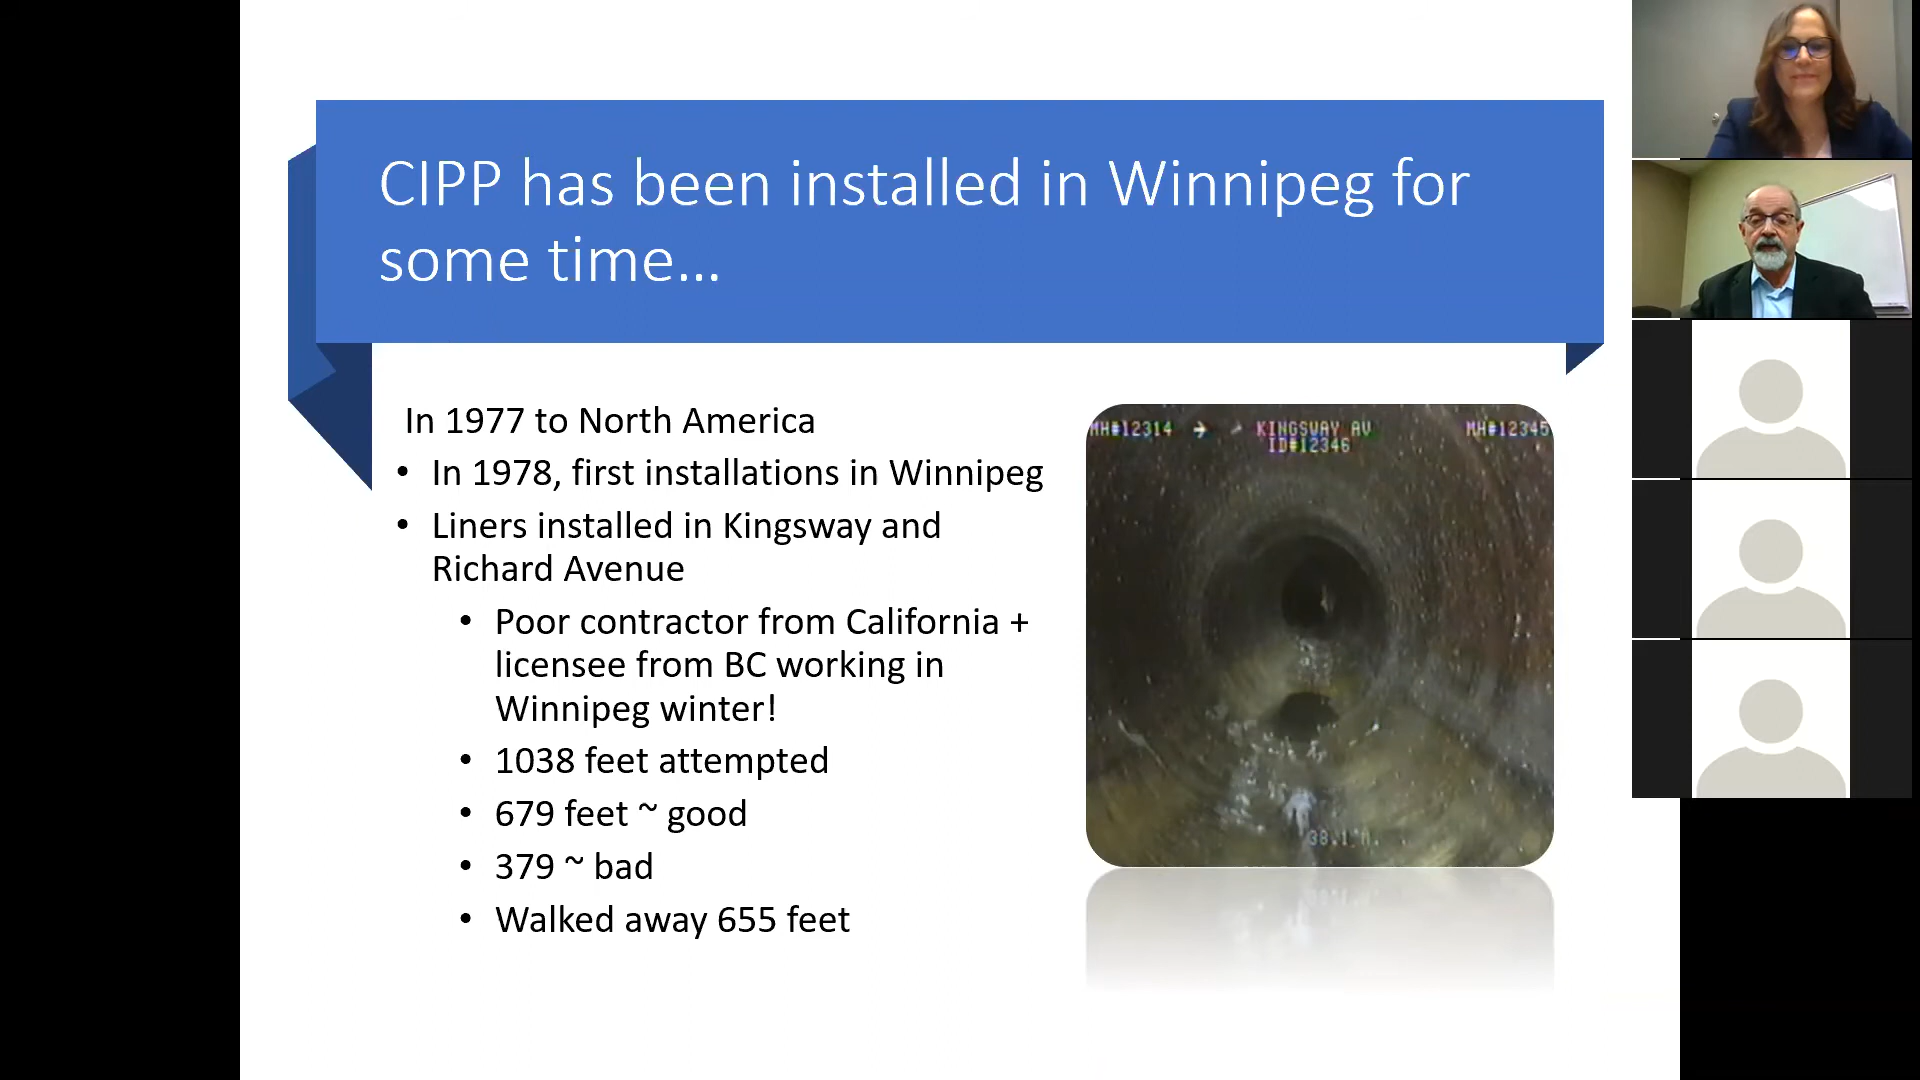 CIPP has been installed in Winnipeg for
some time…
In 1977 to North America
• In 1978, first installations in Winnipeg
• Liners installed in Kingsway and
Richard Avenue
• Poor contractor from California +
licensee from BC working in
Winnipeg winter!
• 1038 feet attempted
• 679 feet ~ good
• 379 ~ bad
• Walked away 655 feet
MH#12314 → KINGSWAY AV MH#12345
ID#12346
38.1 M.